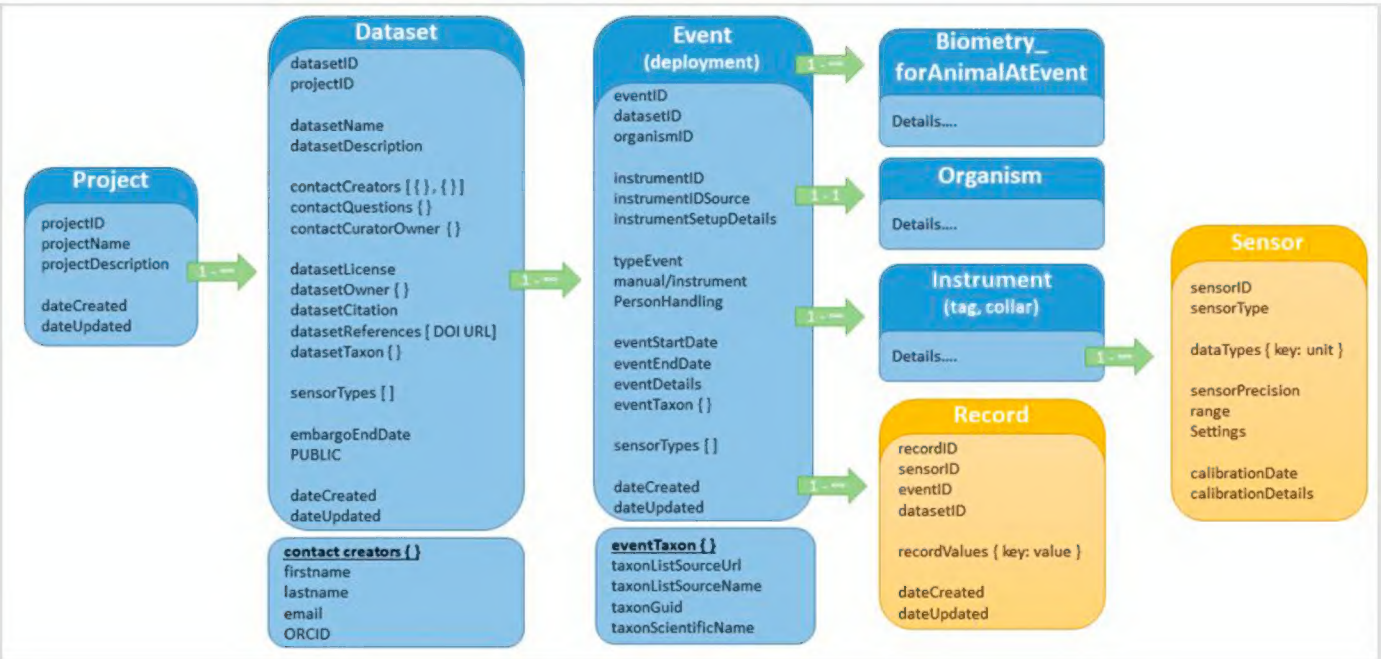 Project
projectID
projectName
projectDescription
dateCreated
dateUpdated
1 - ∞
Dataset
datasetID
projectID
datasetName
datasetDescription
contactCreators [ { } , { } ]
contactQuestions { }
contactCuratorOwner { }
datasetLicense
datasetOwner { }
datasetCitation
datasetReferences [ DOI URL]
datasetTaxon { }
sensorTypes [ ]
embargoEndDate
PUBLIC
dateCreated
dateUpdated
contact creators { }
firstname
lastname
email
ORCID
1 - ∞
Event
(deployment)
eventID
datasetID
organismID
instrumentID
instrumentIDSource
instrumentSetupDetails
typeEvent
manual/instrument
PersonHandling
eventStartDate
eventEndDate
eventDetails
eventTaxon { }
sensorTypes [ ]
dateCreated
dateUpdated
eventTaxon { }
taxonListSourceUrl
taxonListSourceName
taxonGuid
taxonScientificName
1 - ∞
Biometry_
forAnimalAtEvent
Details....
1 - 1
Organism
Details....
1 - ∞
Instrument
(tag, collar)
Details....
1 - ∞
Record
recordID
sensorID
eventID
datasetID
recordValues { key: value }
dateCreated
dateUpdated
1 - ∞
Sensor
sensorID
sensorType
dataTypes { key: unit }
sensorPrecision
range
Settings
calibrationDate
calibrationDetails